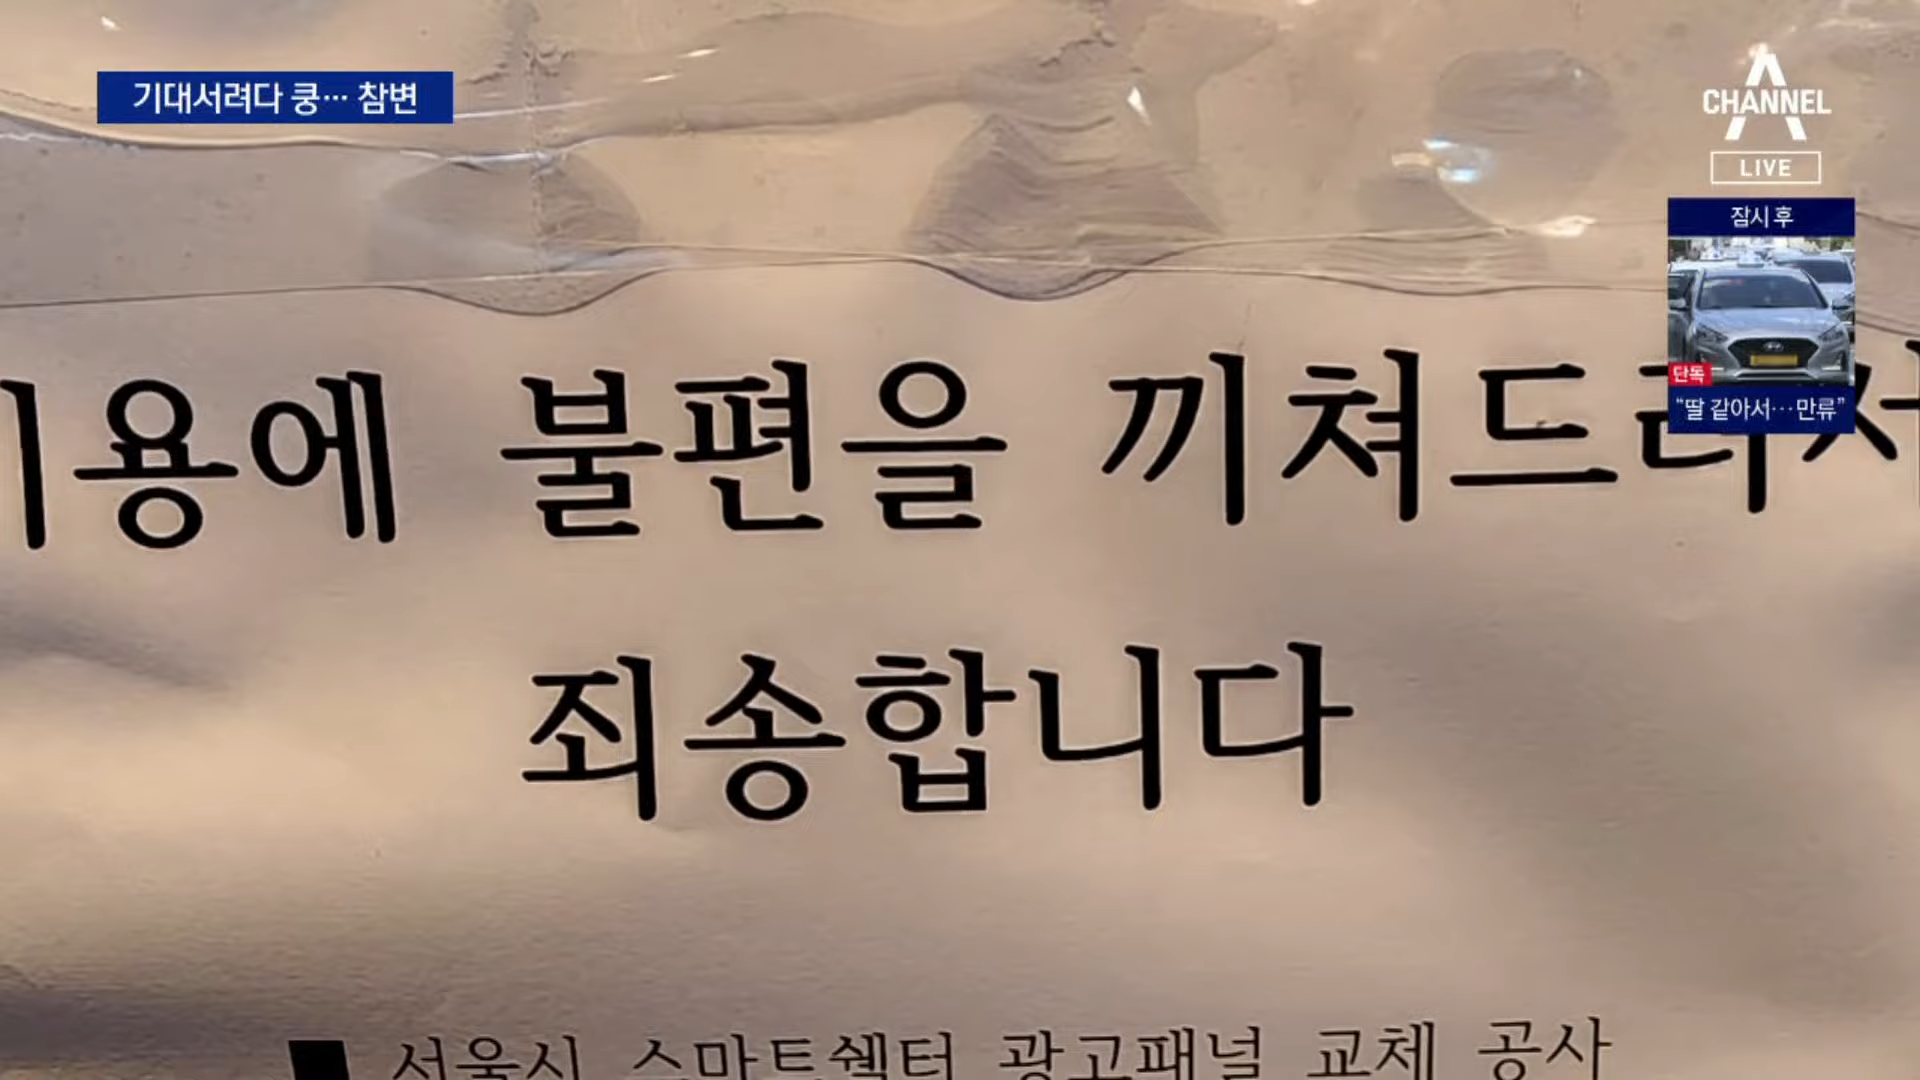 기대서려다 쿵… 참변
CHANNEL A
LIVE
잠시 후
단독
“딸 같아서…만류”
이용에 불편을 끼쳐드려서
죄송합니다
서울시 스마트쉘터 광고패널 교체 공사